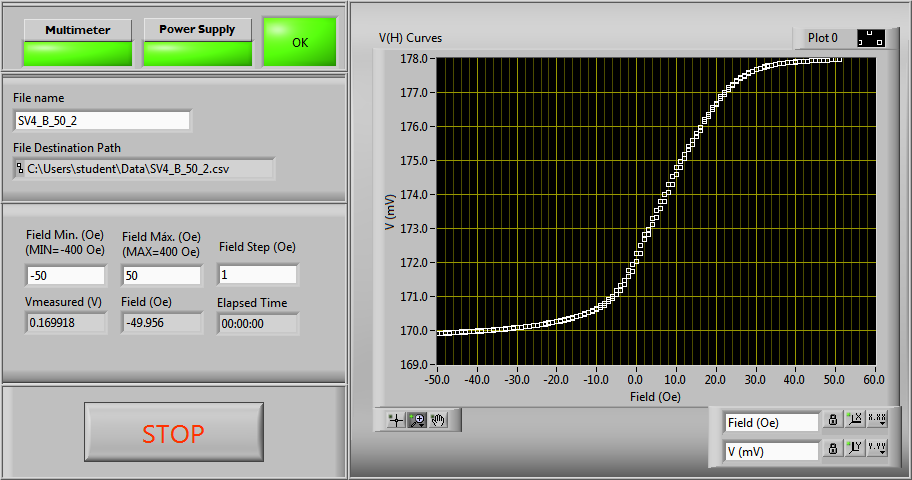 Multimeter
Power Supply
OK
File name
SV4_B_50_2
File Destination Path
C:\Users\student\Data\SV4_B_50_2.csv
Field Min. (Oe)
(MIN=-400 Oe)
Field Máx. (Oe)
(MAX=400 Oe)
Field Step (Oe)
-50
50
1
Vmeasured (V)
Field (Oe)
Elapsed Time
0.169918
-49.956
00:00:00
STOP
V(H) Curves
Plot 0
178.0
177.0
176.0
175.0
174.0
173.0
172.0
171.0
170.0
169.0
V (mV)
-50.0 -40.0 -30.0 -20.0 -10.0 0.0 10.0 20.0 30.0 40.0 50.0 60.0
Field (Oe)
Field (Oe)
X X.XX
V (mV)
Y Y.YY